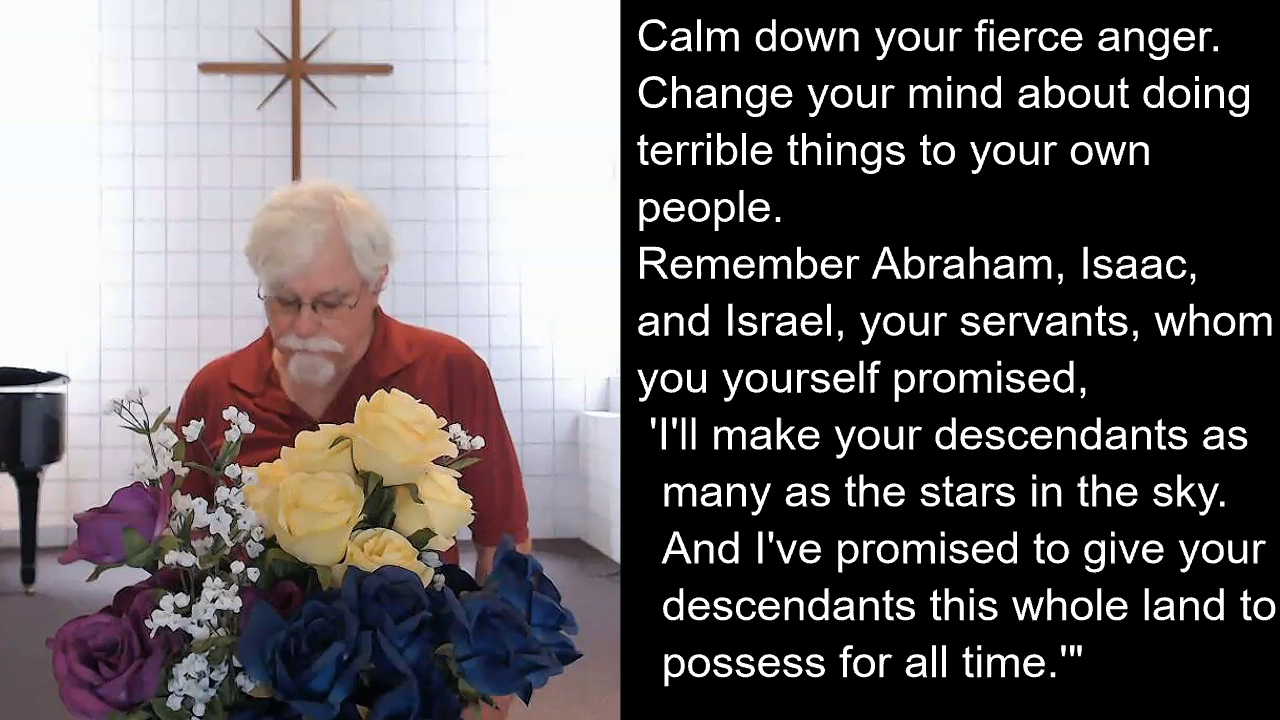 Calm down your fierce anger.
Change your mind about doing
terrible things to your own
people.
Remember Abraham, Isaac,
and Israel, your servants, whom
you yourself promised,
'I'll make your descendants as
many as the stars in the sky.
And I've promised to give your
descendants this whole land to
possess for all time.'"